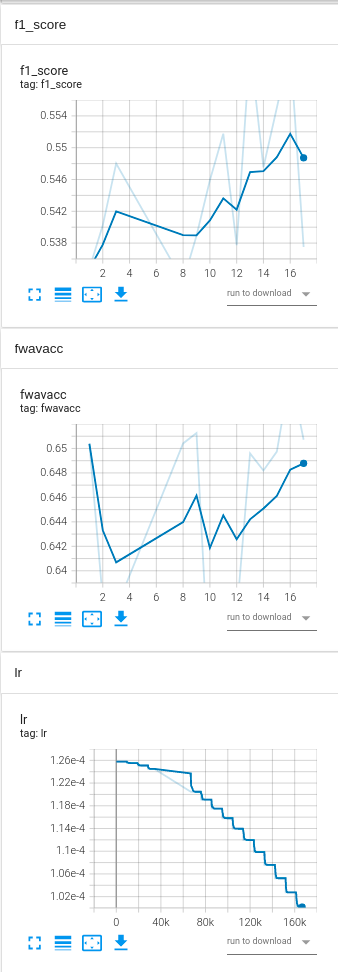 f1_score
f1_score
tag: f1_score
0.554
0.55
0.546
0.542
0.538
2 4 6 8 10 12 14 16
run to download
fwavacc
fwavacc
tag: fwavacc
0.65
0.648
0.646
0.644
0.642
0.64
2 4 6 8 10 12 14 16
run to download
lr
lr
tag: lr
1.26e-4
1.22e-4
1.18e-4
1.14e-4
1.1e-4
1.06e-4
1.02e-4
0 40k 80k 120k 160k
run to download